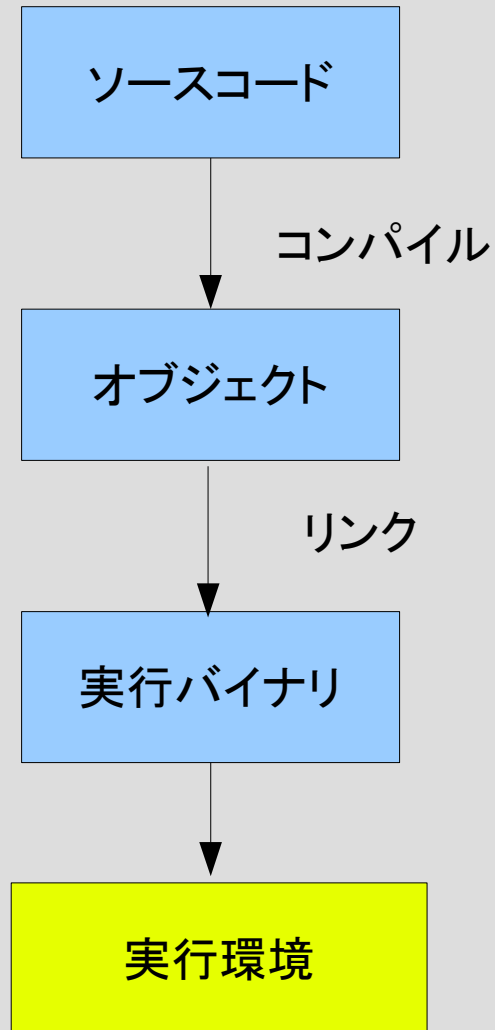 ソースコード
コンパイル
オブジェクト
リンク
実行バイナリ
実行環境